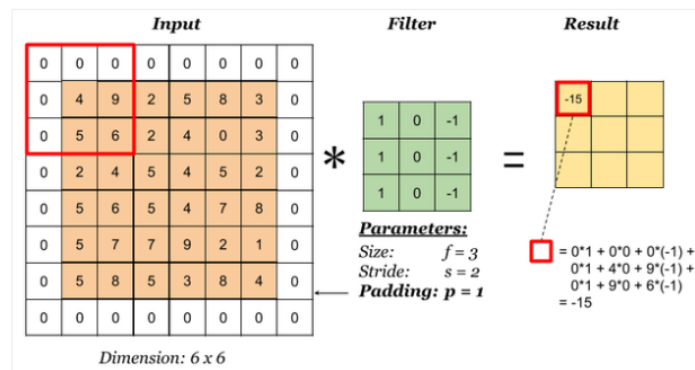 Input Filter Result
0 0 0 0 0 0 0 0
0 4 9 2 5 8 3 0
0 5 6 2 4 0 3 0
0 2 4 5 4 5 2 0
0 5 6 5 4 7 8 0
0 5 7 7 9 2 1 0
0 5 8 5 3 8 4 0
0 0 0 0 0 0 0 0
Dimension: 6 x 6
*
1 0 -1
1 0 -1
1 0 -1
Parameters:
Size: f = 3
Stride: s = 2
Padding: p = 1
=
-15
= 0*1 + 0*0 + 0*(-1) +
0*1 + 4*0 + 9*(-1) +
0*1 + 9*0 + 6*(-1)
= -15